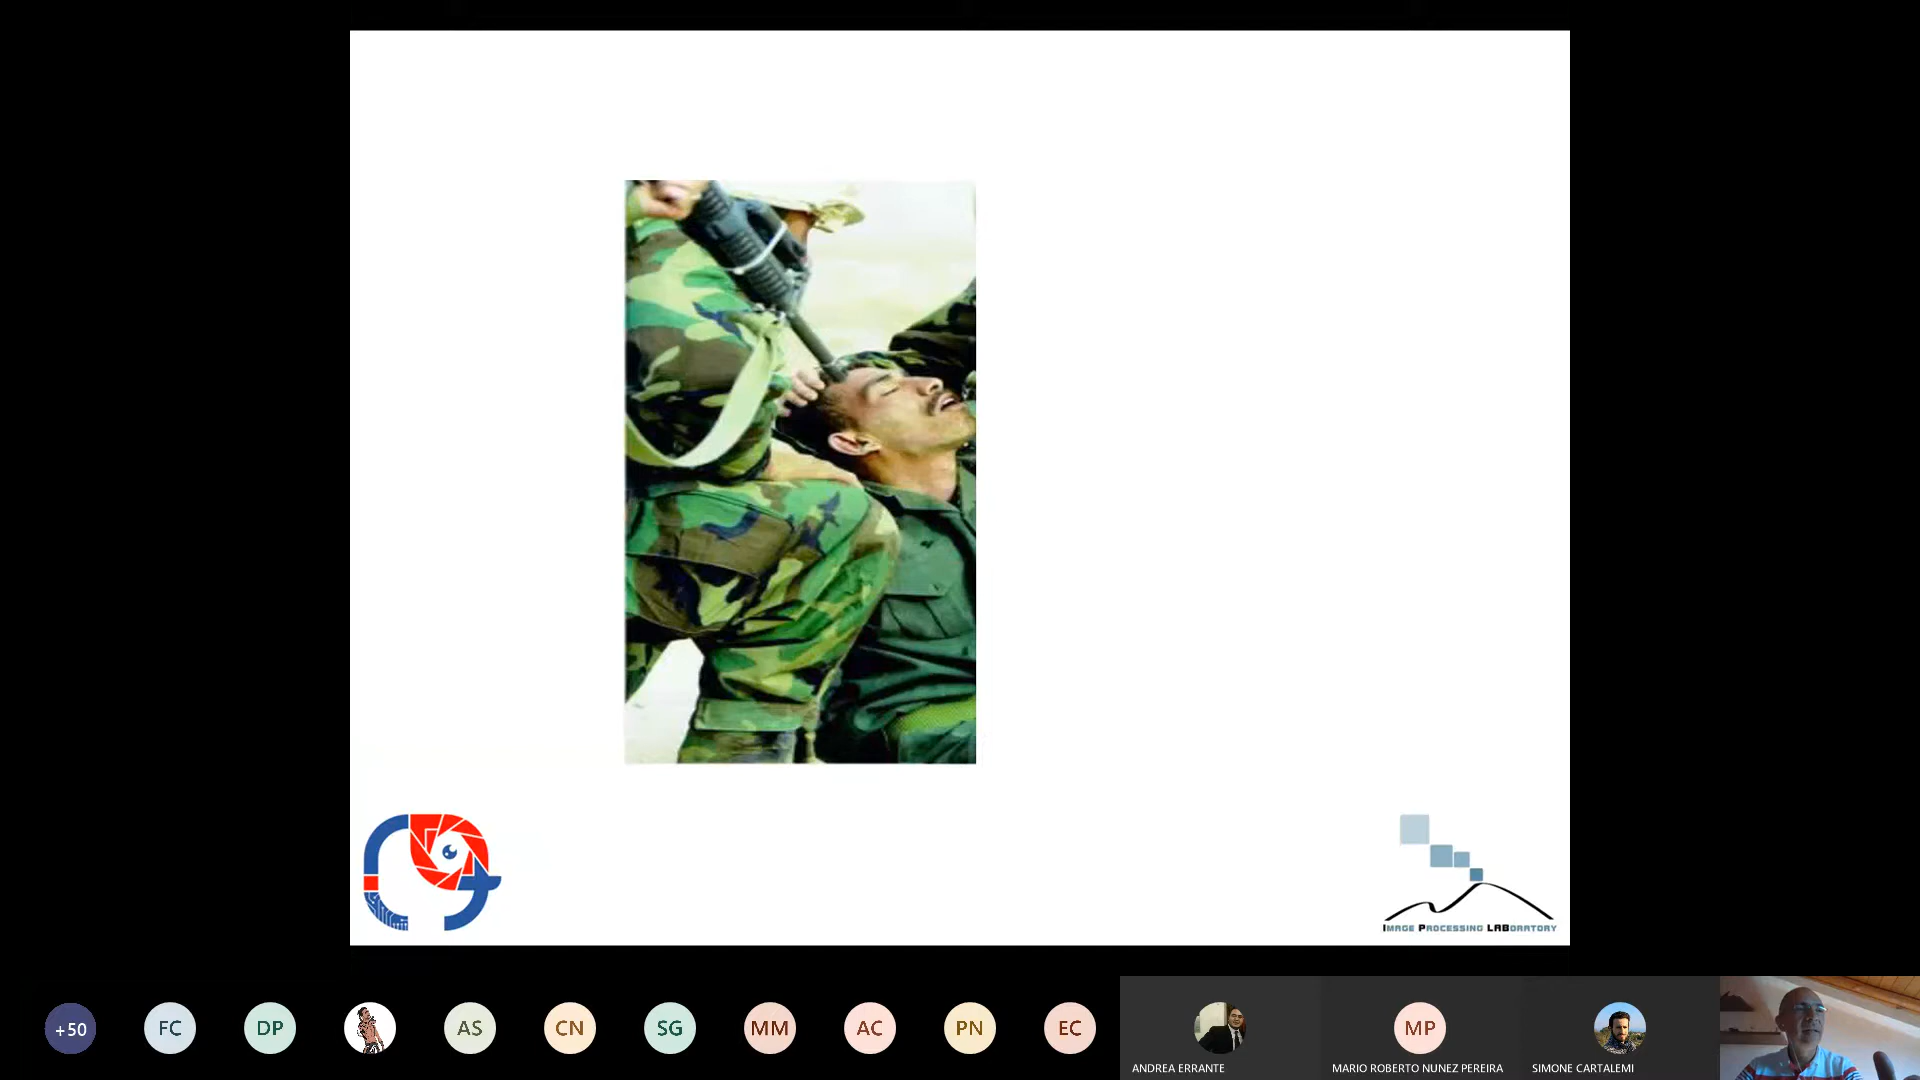 IMAGE PROCESSING LABORATORY
+50
FC
DP
AS
CN
SG
MM
AC
PN
EC
MP
ANDREA ERRANTE
MARIO ROBERTO NUNEZ PEREIRA
SIMONE CARTALEMI